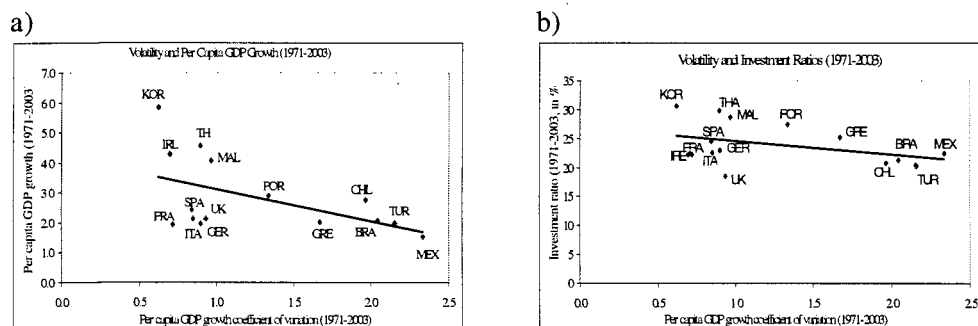 a)
Volatility and Per Capita GDP Growth (1971-2003)
Per capita GDP growth (1971-2003
7.0
6.0
5.0
4.0
3.0
2.0
1.0
0.0
KOR
IRL
TH
MAL
POR
CHL
SPA
UK
FRA
ITA
GER
GRE
BRA
TUR
MEX
0.0
0.5
1.0
1.5
2.0
2.5
Per capita GDP growth coefficient of variation (1971-2003)
b)
Volatility and Investment Ratios (1971-2003)
Investment ratio (1971-2003, in %
35
30
25
20
15
10
5
0
KOR
THA
MAL
POR
SPA
GRE
IRE
FRA
ITA
GER
BRA
MEX
UK
CHL
TUR
0.0
0.5
1.0
1.5
2.0
2.5
Per capita GDP growth coefficient of variation (1971-2003)